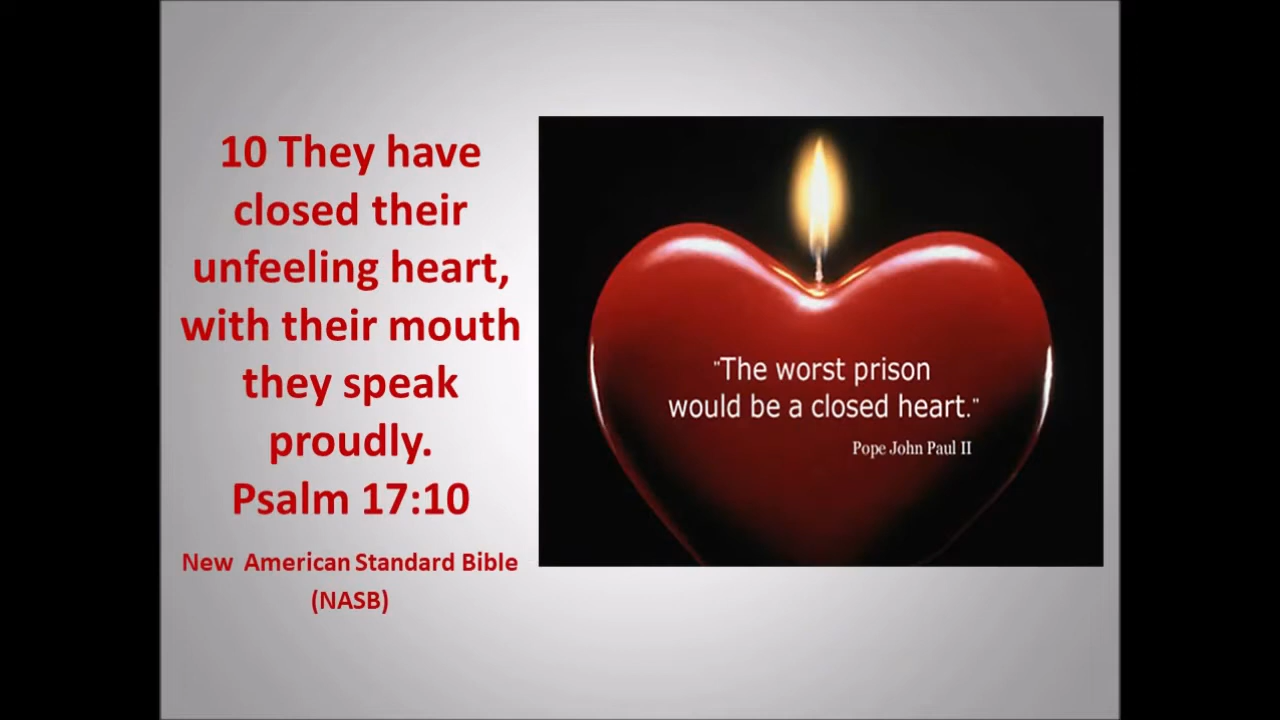 10 They have
closed their
unfeeling heart,
with their mouth
they speak
proudly.
Psalm 17:10
New American Standard Bible
(NASB)
"The worst prison
would be a closed heart."
Pope John Paul II